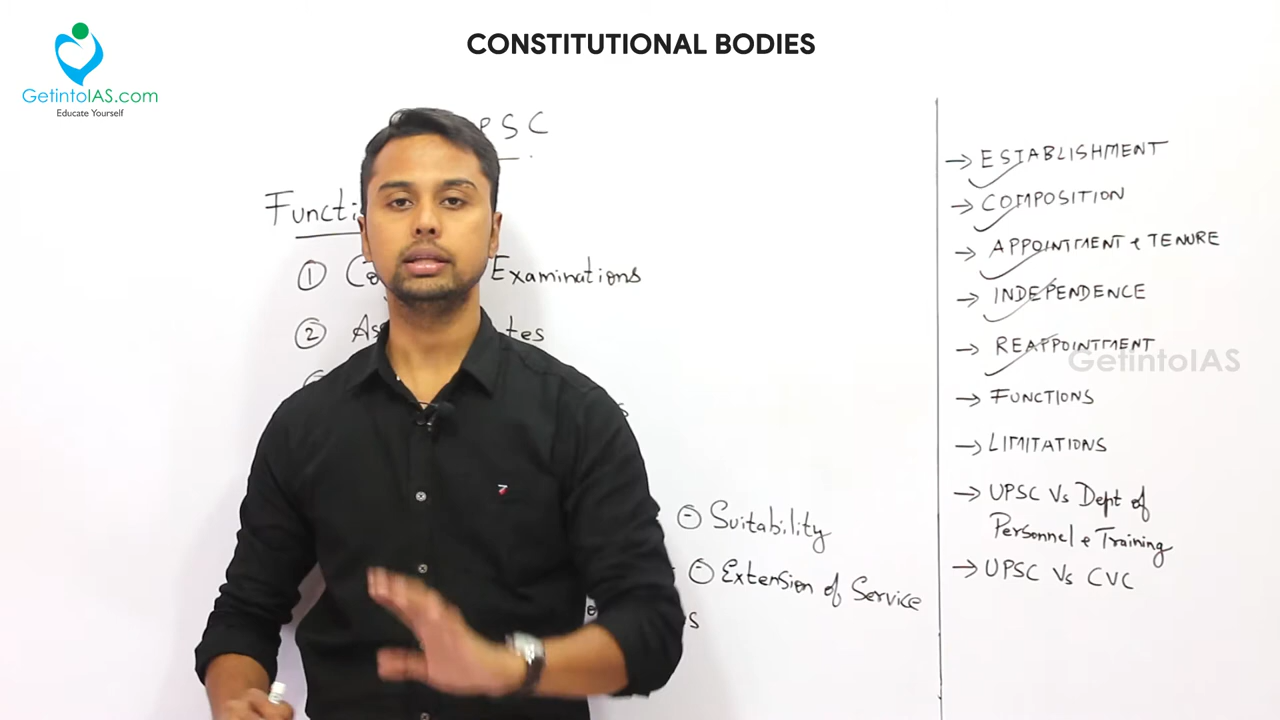 CONSTITUTIONAL BODIES
GetintoIAS.com
Educate Yourself
PSC
Functi
① Co Examinations
② As tes
s
⊖ Suitability
⊖ Extension of Service
s
→ ESTABLISHMENT
→ COMPOSITION
→ APPOINTMENT & TENURE
→ INDEPENDENCE
→ REAPPOINTMENT
GetintoIAS
→ FUNCTIONS
→ LIMITATIONS
→ UPSC Vs Dept of
Personnel & Training
→ UPSC Vs CVC